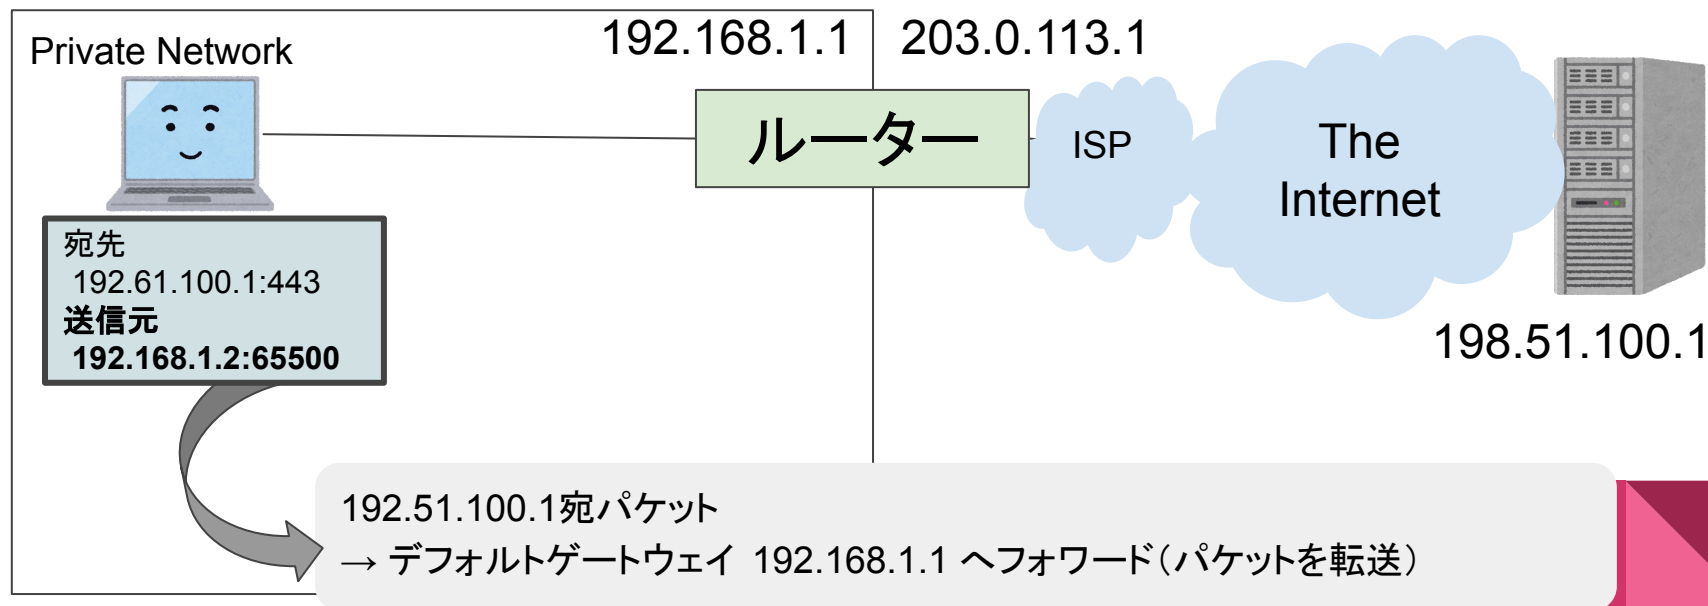 Private Network
192.168.1.1
203.0.113.1
ルーター
ISP
The
Internet
宛先
192.61.100.1:443
送信元
192.168.1.2:65500
198.51.100.1
192.51.100.1宛パケット
→ デフォルトゲートウェイ 192.168.1.1 へフォワード（パケットを転送）